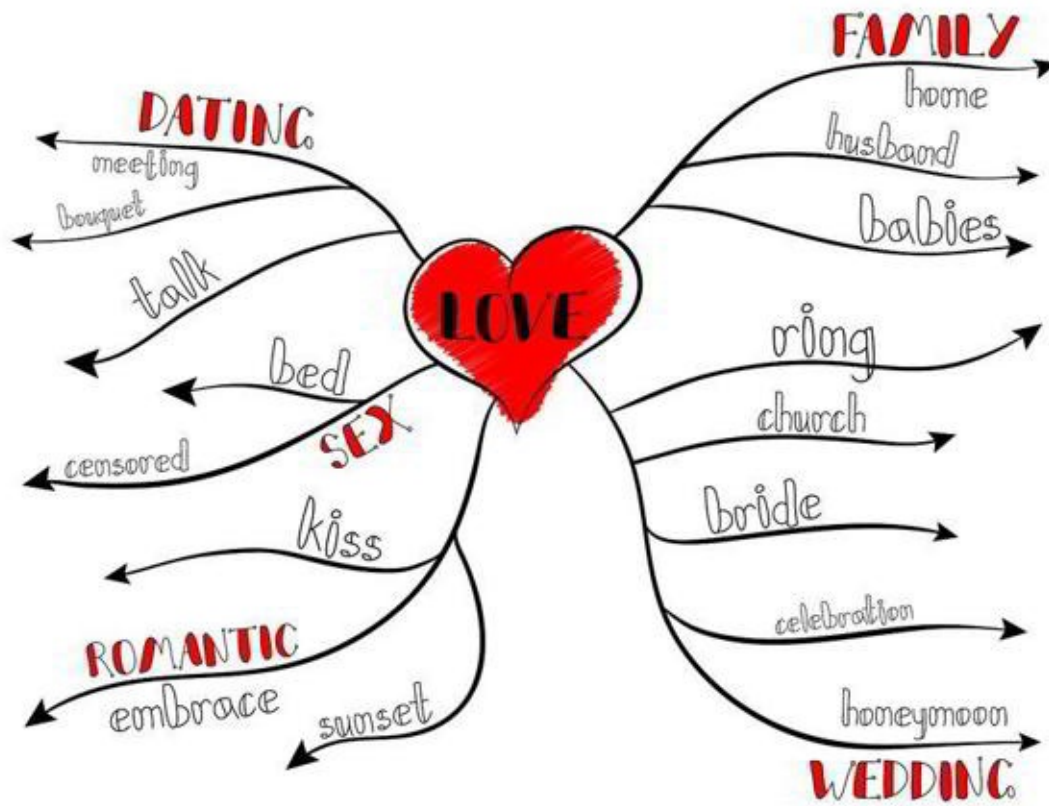 LOVE
FAMILY
home
husband
babies
DATING
meeting
bouquet
talk
bed
SEX
censored
kiss
ROMANTIC
embrace
sunset
ring
church
bride
celebration
honeymoon
WEDDING